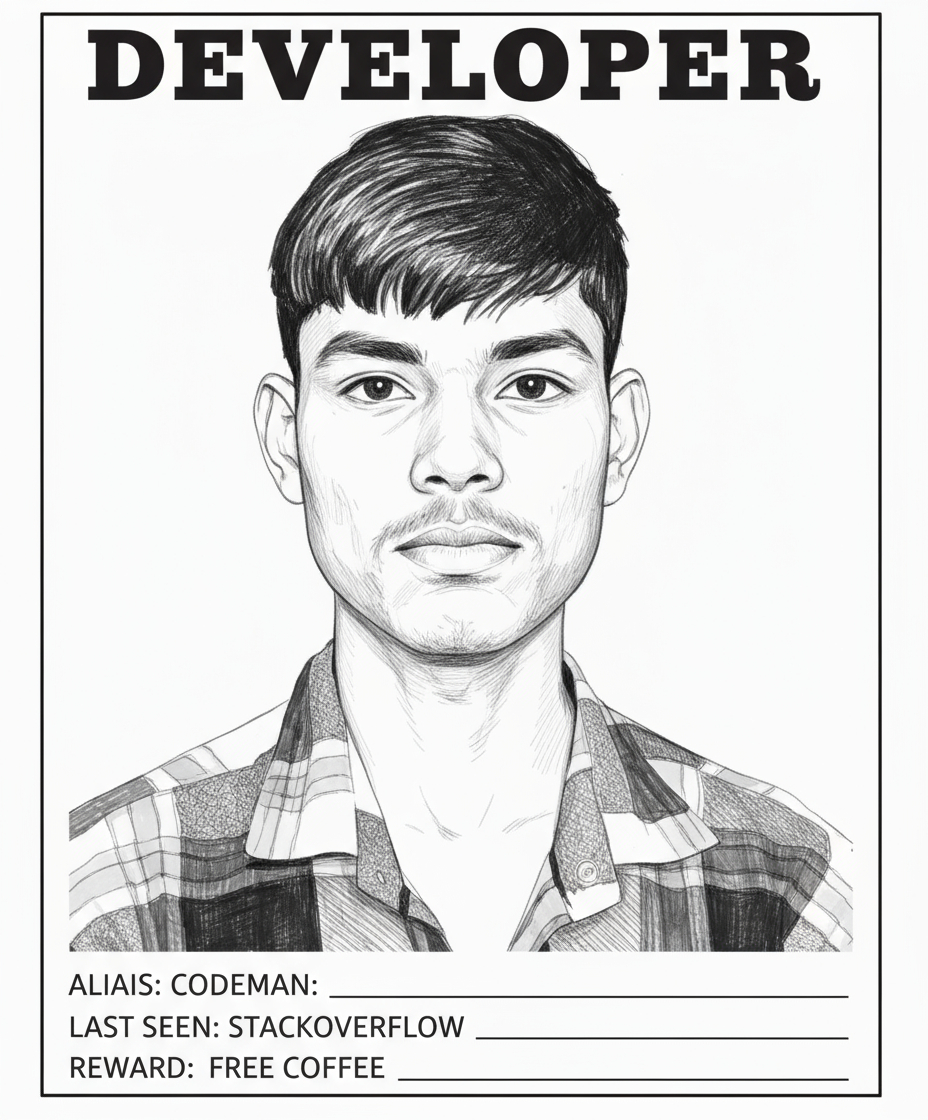 DEVELOPER
ALIAIS: CODEMAN:
LAST SEEN: STACKOVERFLOW
REWARD: FREE COFFEE